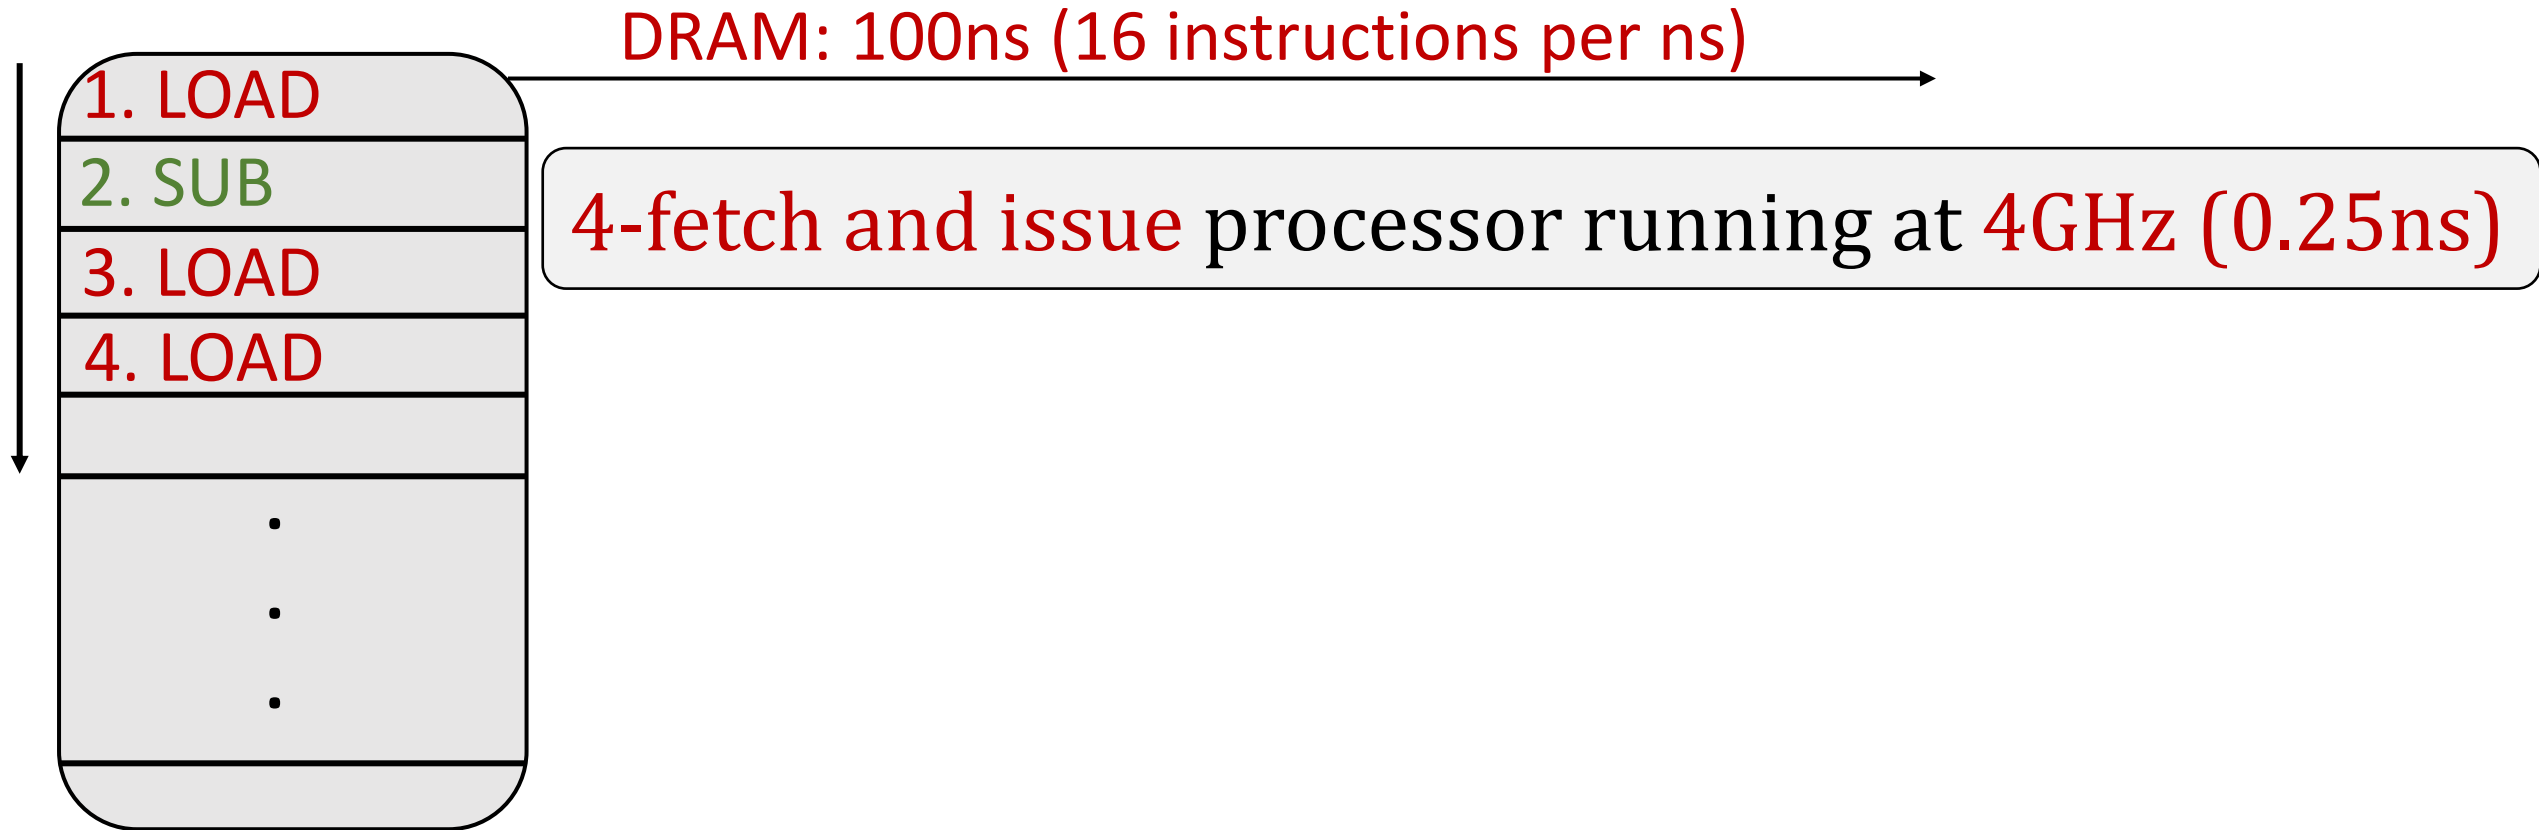 DRAM: 100ns (16 instructions per ns)
1. LOAD
2. SUB
3. LOAD
4. LOAD
.
.
.
4-fetch and issue processor running at 4GHz (0.25ns)